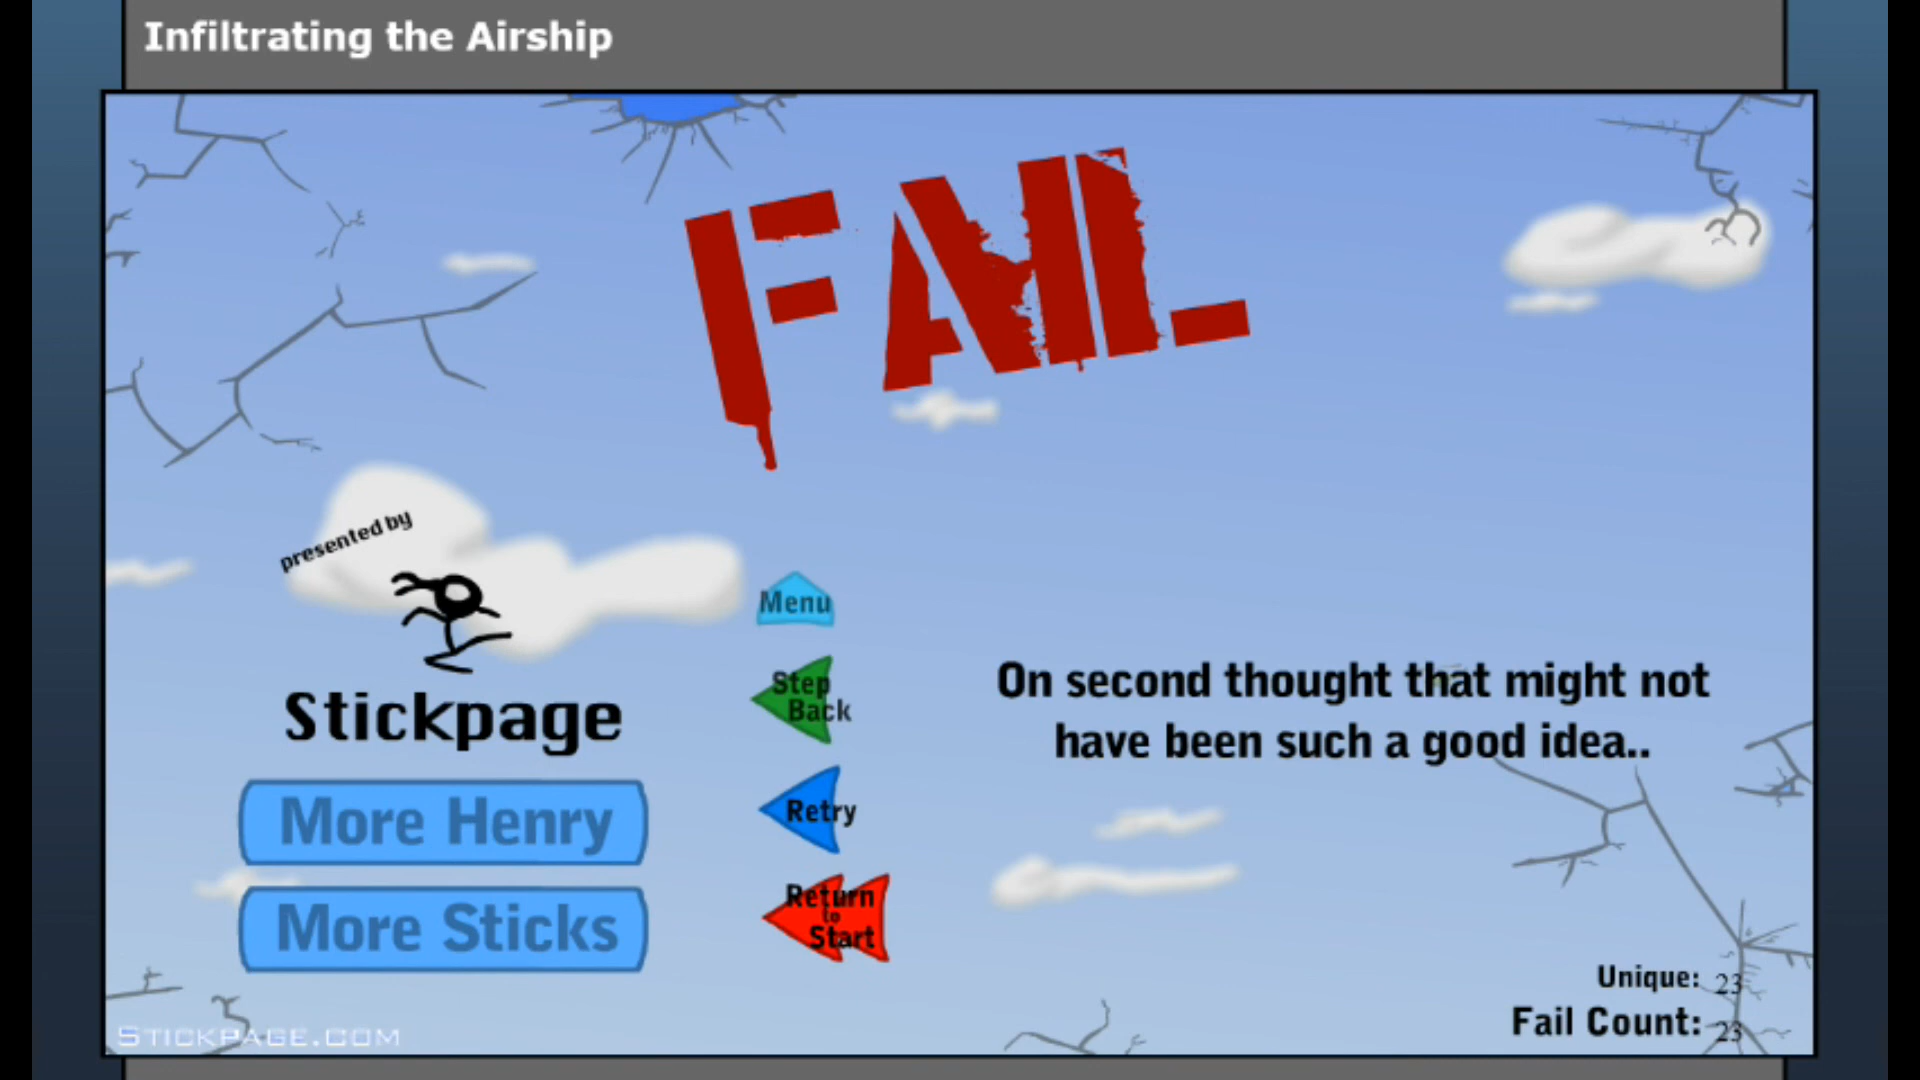 Infiltrating the Airship
FAIL
presented by
Stickpage
More Henry
More Sticks
Menu
Step
Back
Retry
Return
to
Start
On second thought that might not
have been such a good idea..
Unique: 23
Fail Count: 23
STICKPAGE.COM